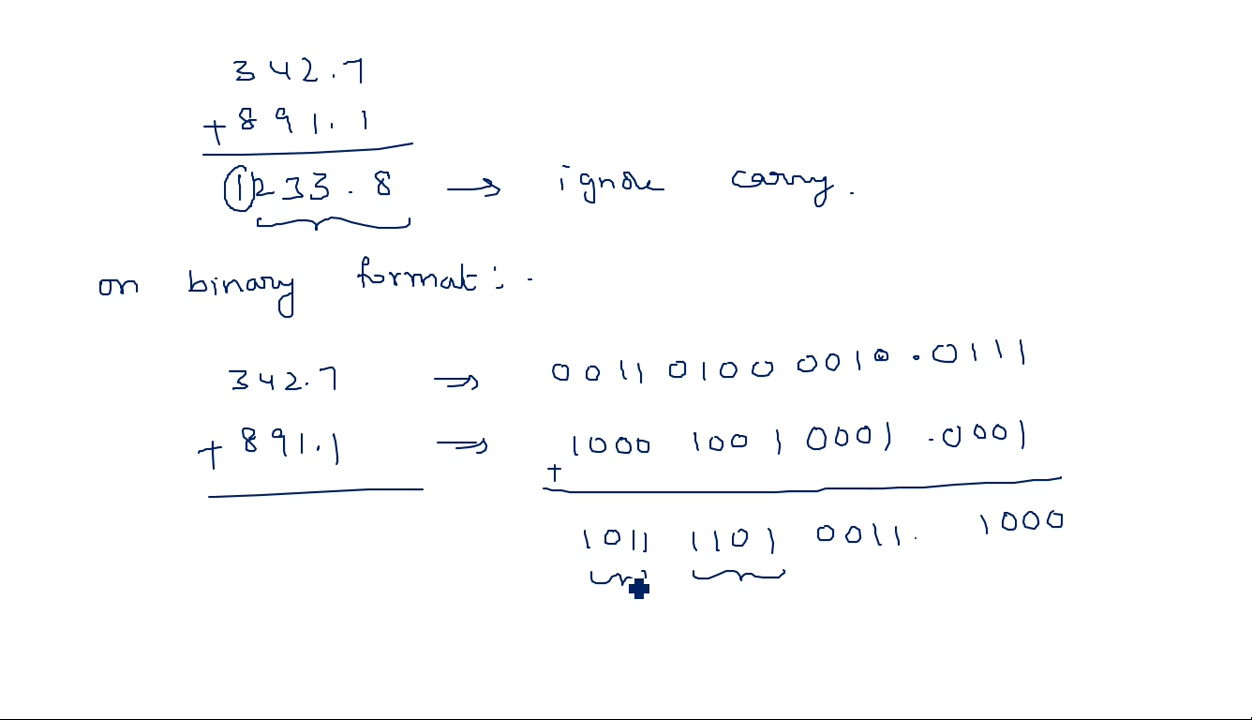 342.7
+ 891.1
1233.8 → ignore carry.
on binary format:-
342.7 ⇒ 0011 0100 0010.0111
+ 891.1 ⇒ 1000 1001 0001.0001
+
1011 1101 0011. 1000